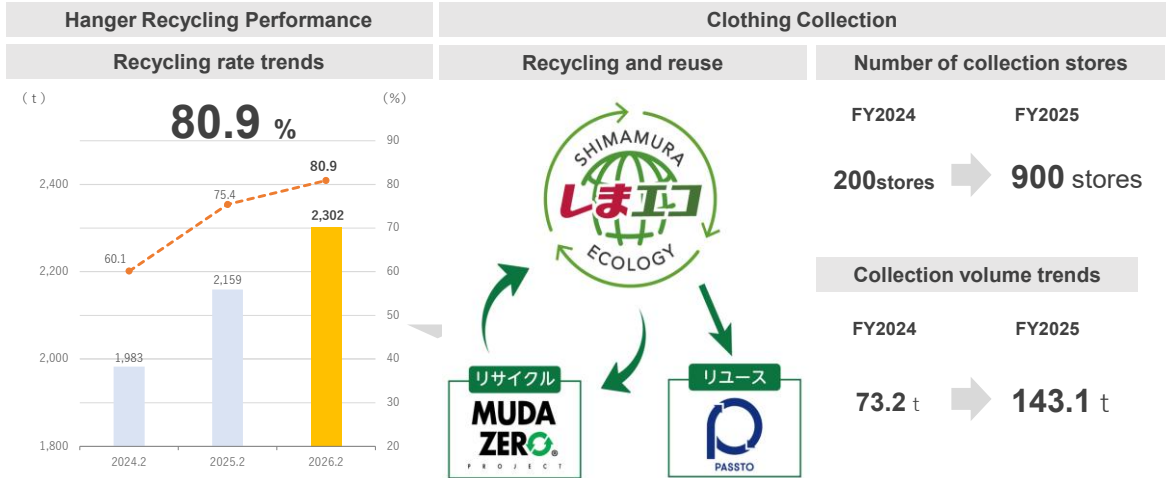 Hanger Recycling Performance
Clothing Collection
Recycling rate trends
Recycling and reuse
Number of collection stores
（ｔ）
(%)
80.9 %
90
2,400
80
70
2,200
60
50
2,000
40
30
1,800
20
60.1
75.4
80.9
1,983
2,159
2,302
2024.2
2025.2
2026.2
SHIMAMURA
しまエコ
ECOLOGY
リサイクル
MUDA
ZERO®
PROJECT
リユース
PASSTO
FY2024
FY2025
200stores
900 stores
Collection volume trends
FY2024
FY2025
73.2 t
143.1 t